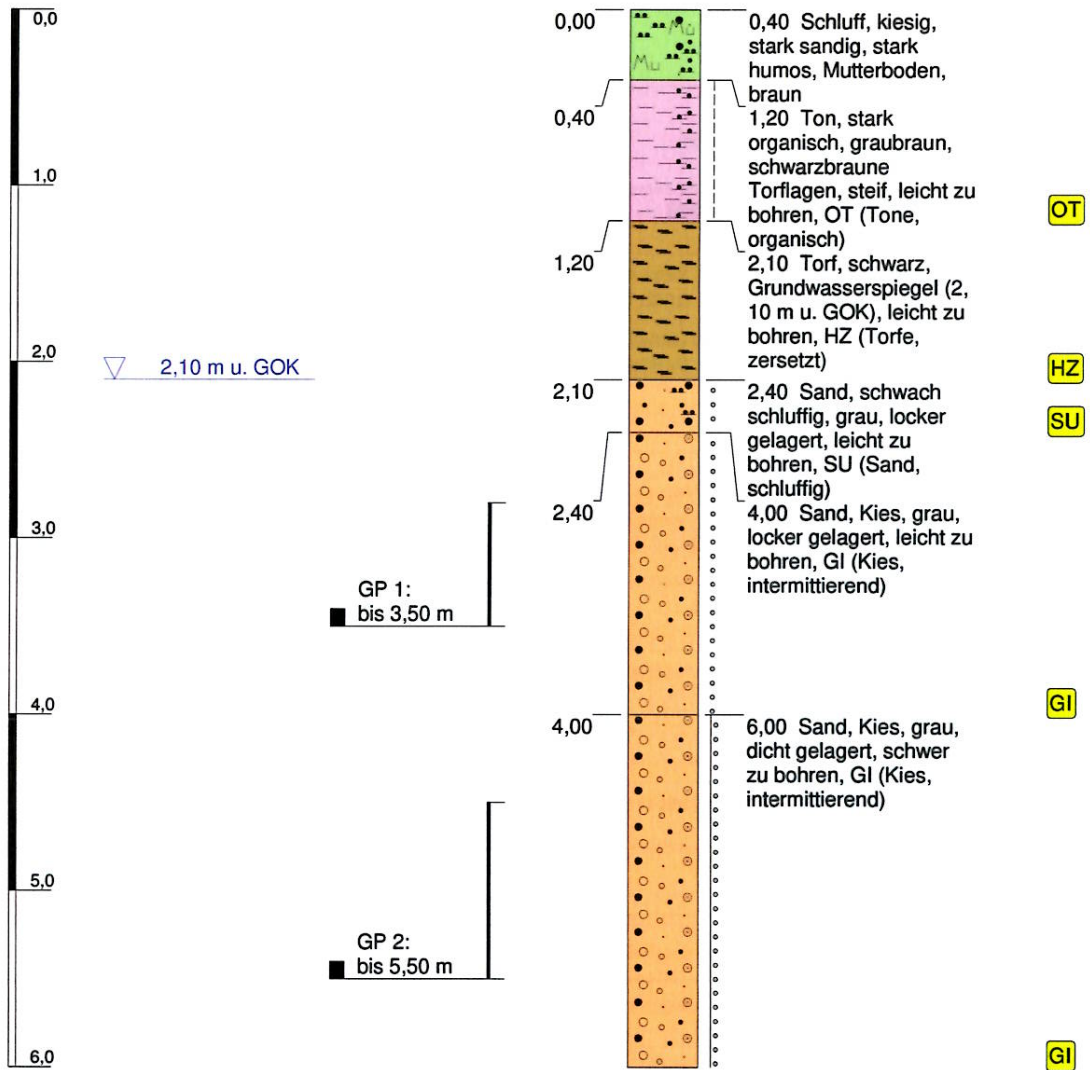 0,0
1,0
2,0
3,0
4,0
5,0
6,0
2,10 m u. GOK
GP 1:
bis 3,50 m
GP 2:
bis 5,50 m
0,00
0,40
1,20
2,10
2,40
4,00
Mu
Mu
0,40 Schluff, kiesig,
stark sandig, stark
humos, Mutterboden,
braun
1,20 Ton, stark
organisch, graubraun,
schwarzbraune
Torflagen, steif, leicht zu
bohren, OT (Tone,
organisch)
OT
2,10 Torf, schwarz,
Grundwasserspiegel (2,
10 m u. GOK), leicht zu
bohren, HZ (Torfe,
zersetzt)
HZ
2,40 Sand, schwach
schluffig, grau, locker
gelagert, leicht zu
bohren, SU (Sand,
schluffig)
SU
4,00 Sand, Kies, grau,
locker gelagert, leicht zu
bohren, GI (Kies,
intermittierend)
GI
6,00 Sand, Kies, grau,
dicht gelagert, schwer
zu bohren, GI (Kies,
intermittierend)
GI